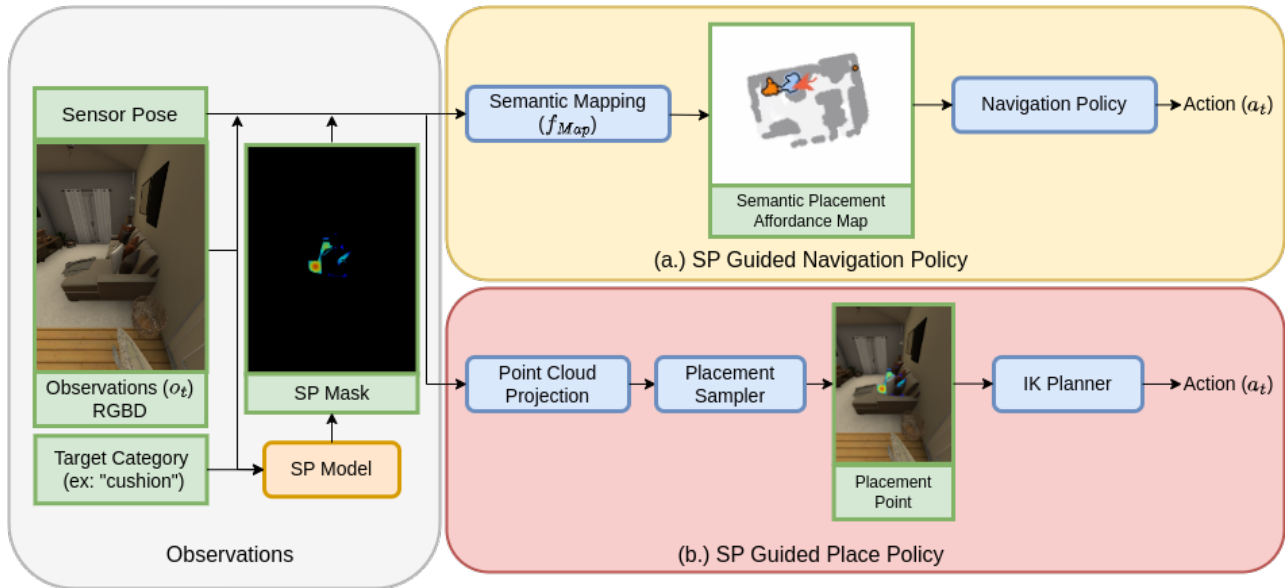 Sensor Pose
Observations (o_t)
RGBD
Target Category
(ex: "cushion")
SP Mask
SP Model
Observations
Semantic Mapping
(f_Map)
Semantic Placement
Affordance Map
Navigation Policy
Action (a_t)
(a.) SP Guided Navigation Policy
Point Cloud
Projection
Placement
Sampler
Placement
Point
IK Planner
Action (a_t)
(b.) SP Guided Place Policy